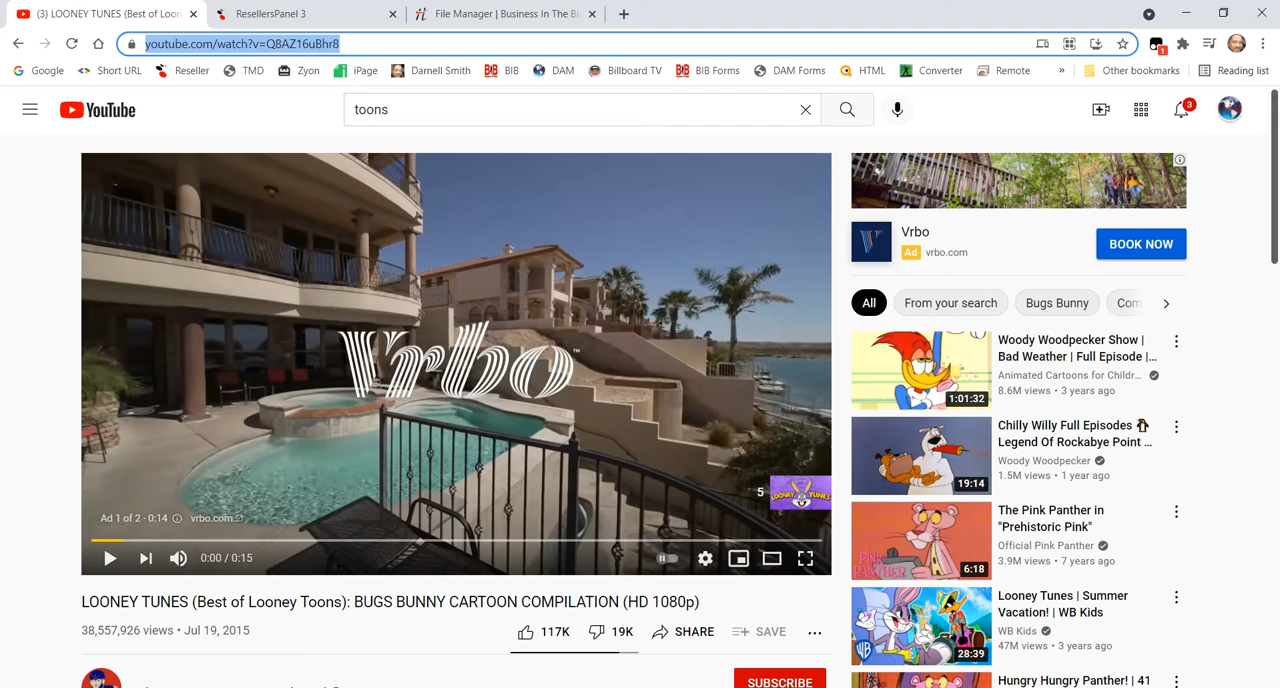 (3) LOONEY TUNES (Best of Loon
ResellersPanel 3
File Manager | Business In The Bl
youtube.com/watch?v=Q8AZ16uBhr8
1
Google
Short URL
Reseller
TMD
Zyon
iPage
Darnell Smith
BIB
DAM
Billboard TV
BIB Forms
DAM Forms
HTML
Converter
Remote
»
Other bookmarks
Reading list
YouTube
toons
3
Vrbo™
5
LOONEY TUNES
Ad 1 of 2 · 0:14
vrbo.com
0:00 / 0:15
LOONEY TUNES (Best of Looney Toons): BUGS BUNNY CARTOON COMPILATION (HD 1080p)
38,557,926 views • Jul 19, 2015
117K
19K
SHARE
SAVE
SUBSCRIBE
Vrbo
Ad vrbo.com
BOOK NOW
All
From your search
Bugs Bunny
Com
1:01:32
Woody Woodpecker Show |
Bad Weather | Full Episode |...
Animated Cartoons for Childr...
8.6M views • 3 years ago
19:14
Chilly Willy Full Episodes 🐧
Legend Of Rockabye Point ...
Woody Woodpecker
1.5M views • 1 year ago
PINK
PANTHER
6:18
The Pink Panther in
"Prehistoric Pink"
Official Pink Panther
3.9M views • 7 years ago
WB
28:39
Looney Tunes | Summer
Vacation! | WB Kids
WB Kids
47M views • 3 years ago
Hungry Hungry Panther! | 41